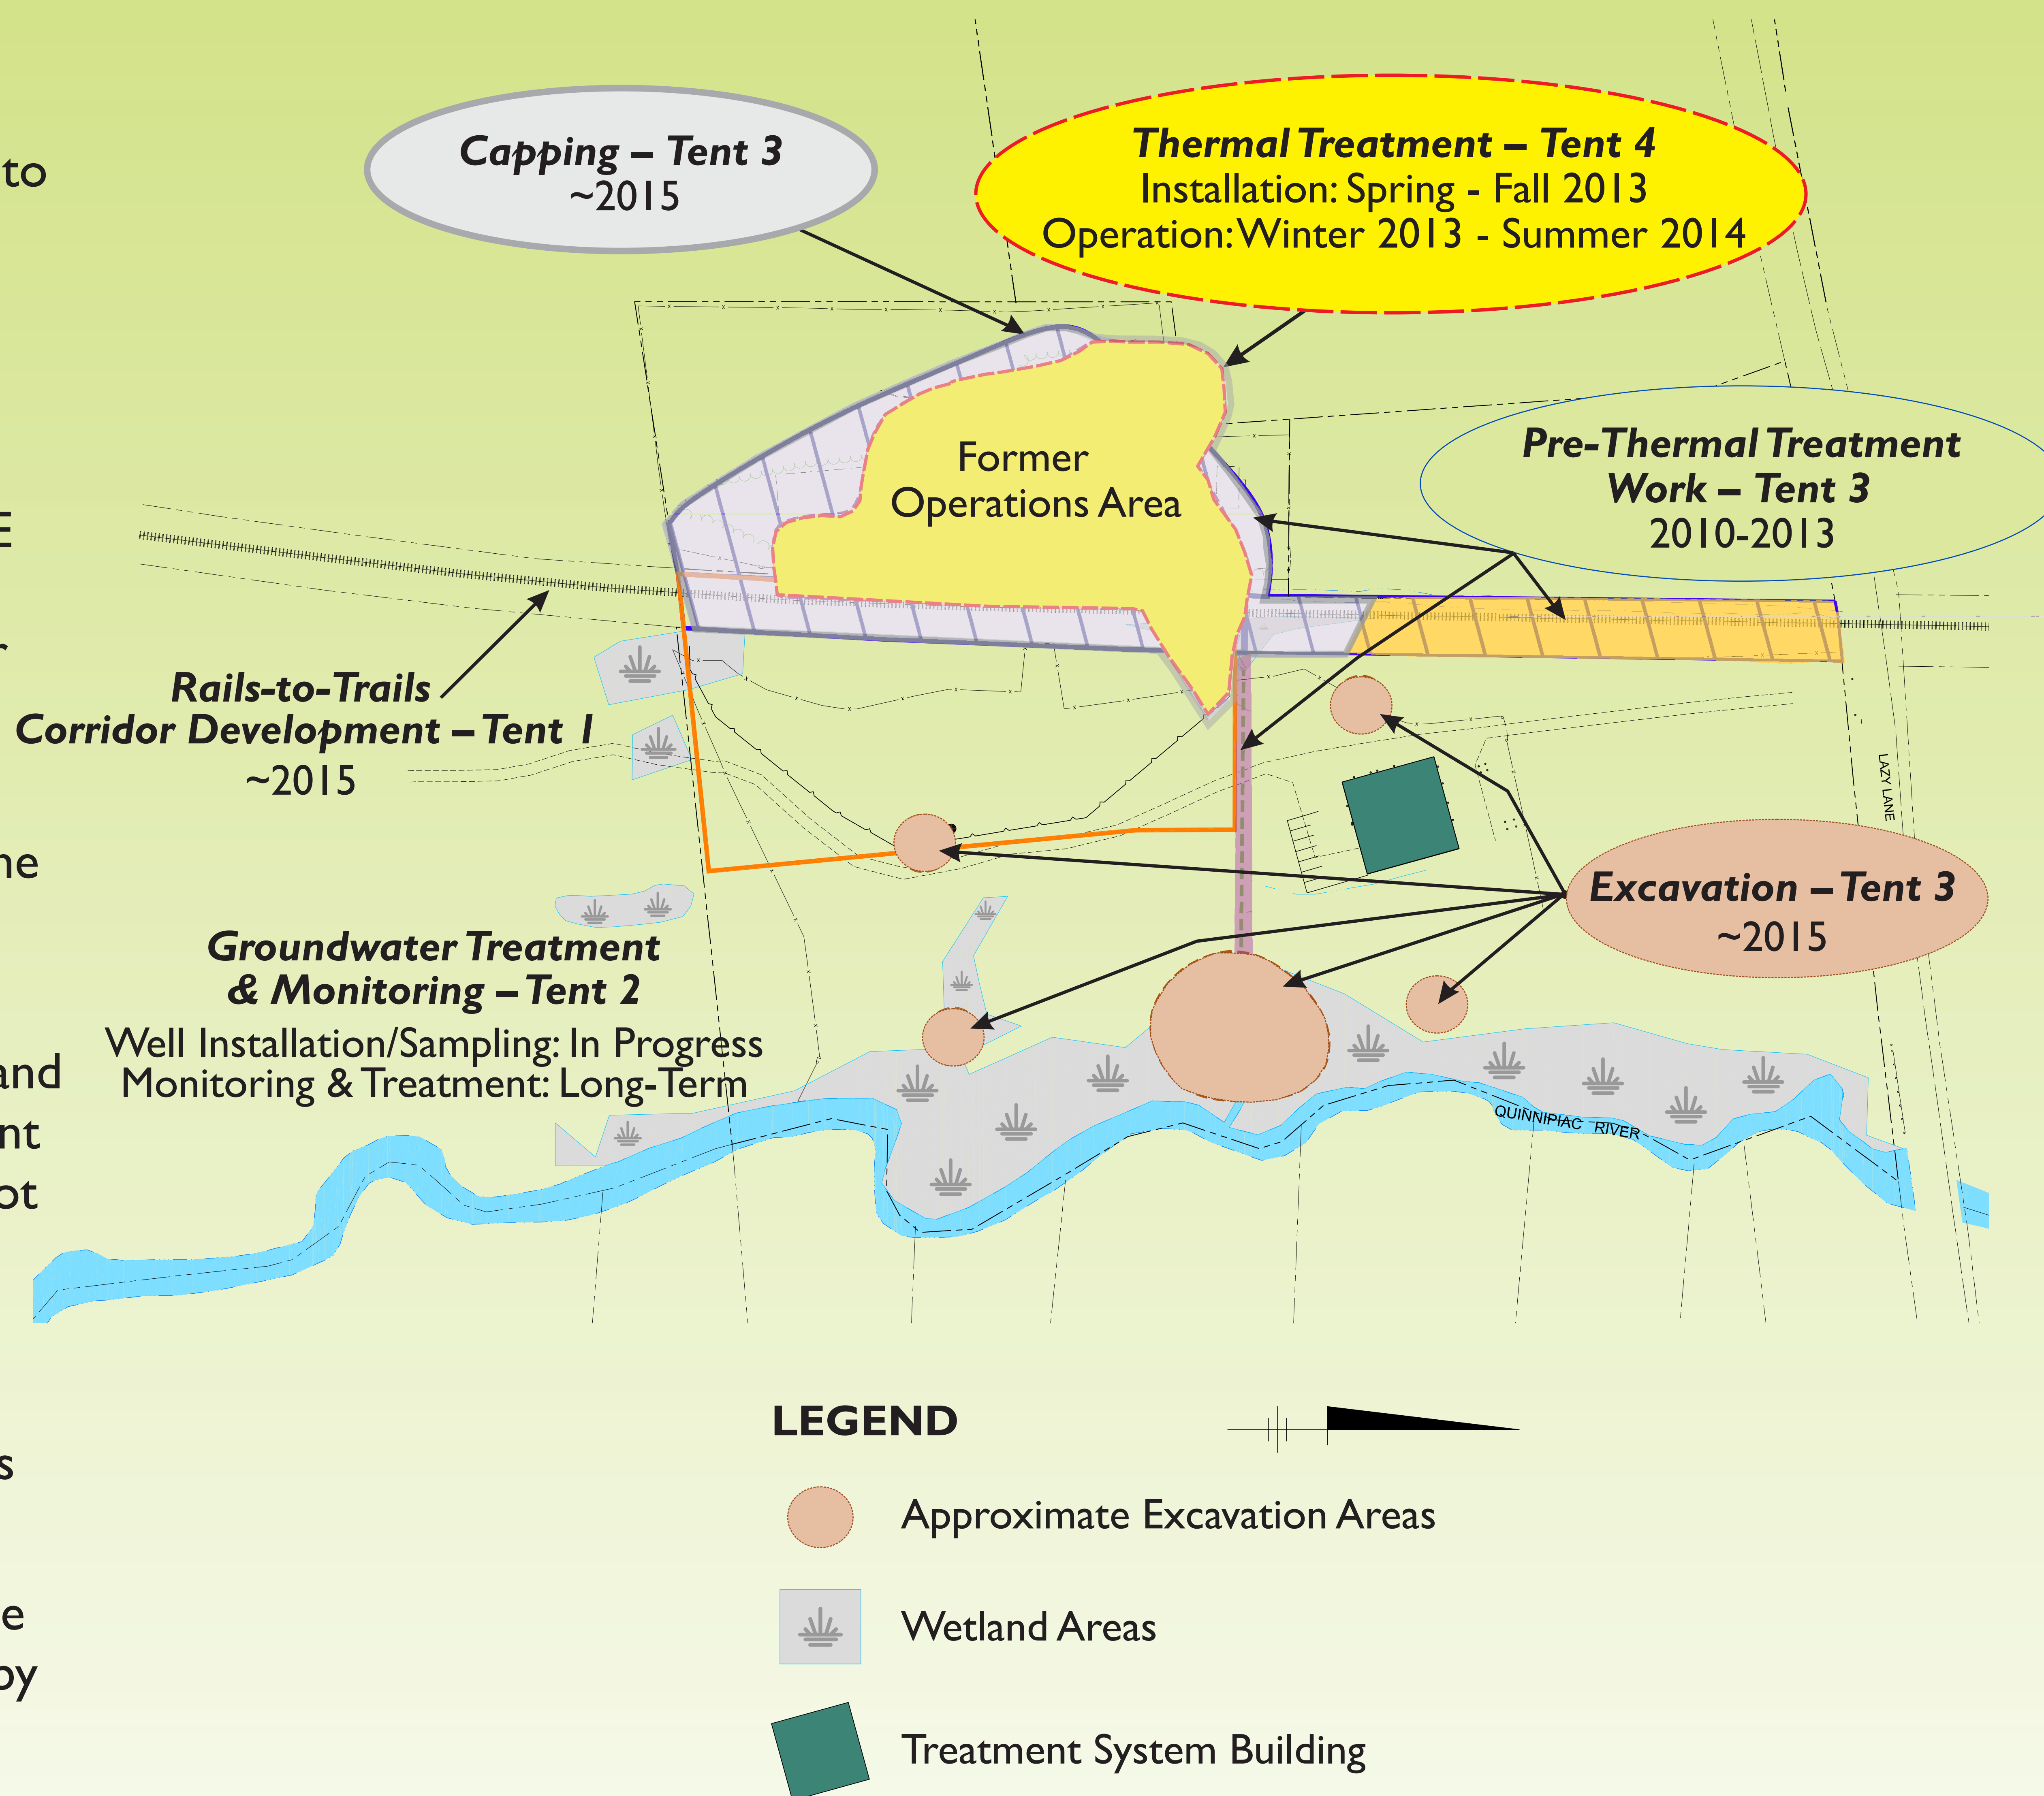 to
E
r
ne
and
nt
ot
s
e
by
Capping – Tent 3
~2015
Thermal Treatment – Tent 4
Installation: Spring - Fall 2013
Operation: Winter 2013 - Summer 2014
Former
Operations Area
Pre-Thermal Treatment
Work – Tent 3
2010-2013
Rails-to-Trails
Corridor Development – Tent 1
~2015
LAZY LANE
Excavation – Tent 3
~2015
Groundwater Treatment
& Monitoring – Tent 2
Well Installation/Sampling: In Progress
Monitoring & Treatment: Long-Term
QUINNIPIAC RIVER
LEGEND
Approximate Excavation Areas
Wetland Areas
Treatment System Building